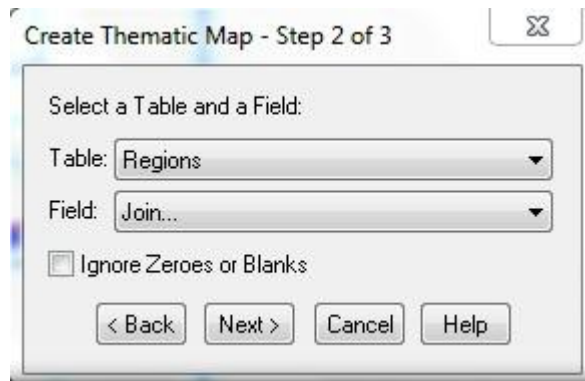 Create Thematic Map - Step 2 of 3
Select a Table and a Field:
Table: Regions
Field: Join...
Ignore Zeroes or Blanks
< Back Next > Cancel Help